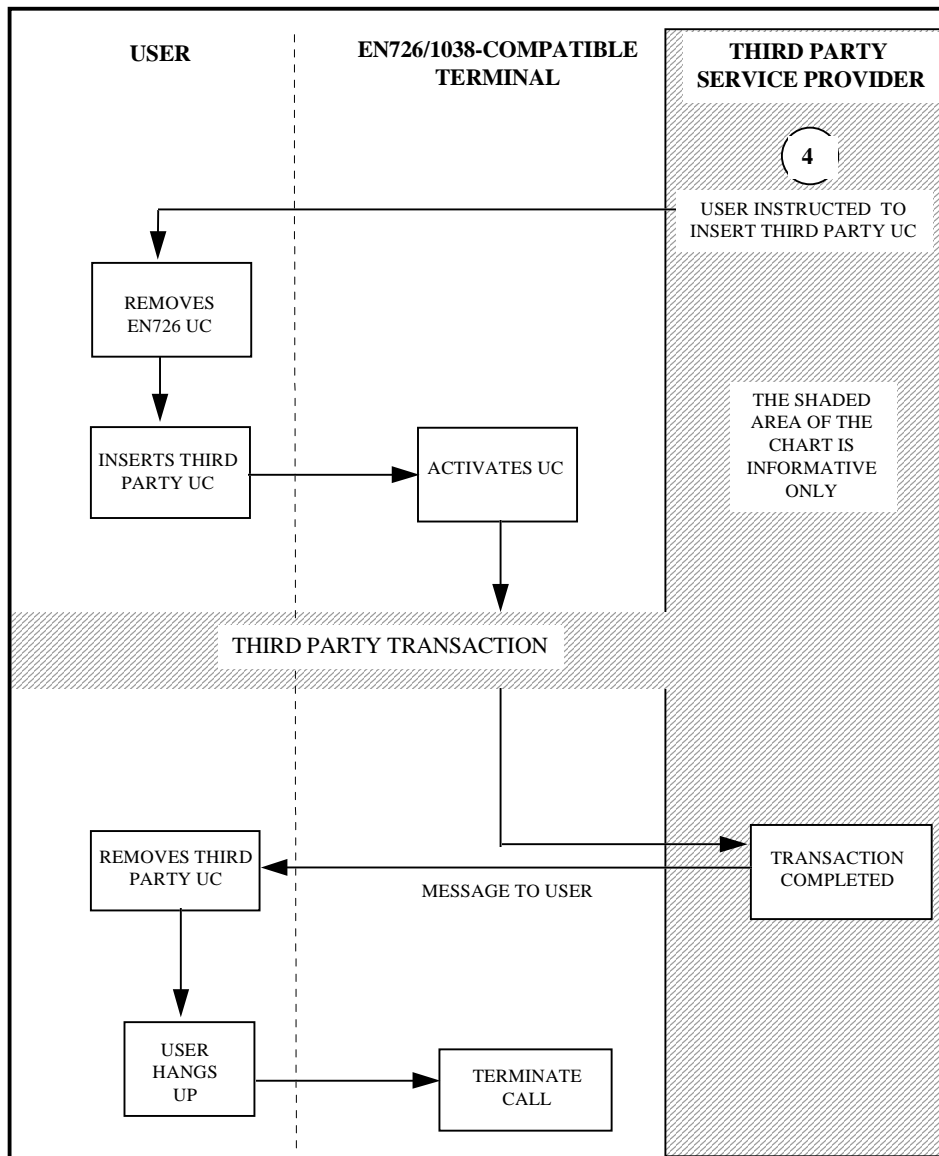 USER
EN726/1038-COMPATIBLE
TERMINAL
THIRD PARTY
SERVICE PROVIDER
4
USER INSTRUCTED TO
INSERT THIRD PARTY UC
REMOVES
EN726 UC
INSERTS THIRD
PARTY UC
ACTIVATES UC
THE SHADED
AREA OF THE
CHART IS
INFORMATIVE
ONLY
THIRD PARTY TRANSACTION
REMOVES THIRD
PARTY UC
MESSAGE TO USER
TRANSACTION
COMPLETED
USER
HANGS
UP
TERMINATE
CALL